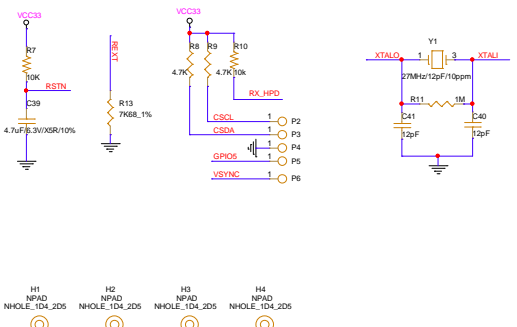 VCC33
R7
10K
RSTN
C39
4.7uF/6.3V/X5R/10%
REXT
R13
7K68_1%
VCC33
R8
R9
R10
4.7K
4.7K
10k
RX_HPD
CSCL
1
P2
CSDA
1
P3
1
P4
GPIO5
1
P5
VSYNC
1
P6
Y1
XTALO
1
3
XTALI
27MHz/12pF/10ppm
R11
1M
C41
12pF
C40
12pF
H1
NPAD
NHOLE_1D4_2D5
H2
NPAD
NHOLE_1D4_2D5
H3
NPAD
NHOLE_1D4_2D5
H4
NPAD
NHOLE_1D4_2D5